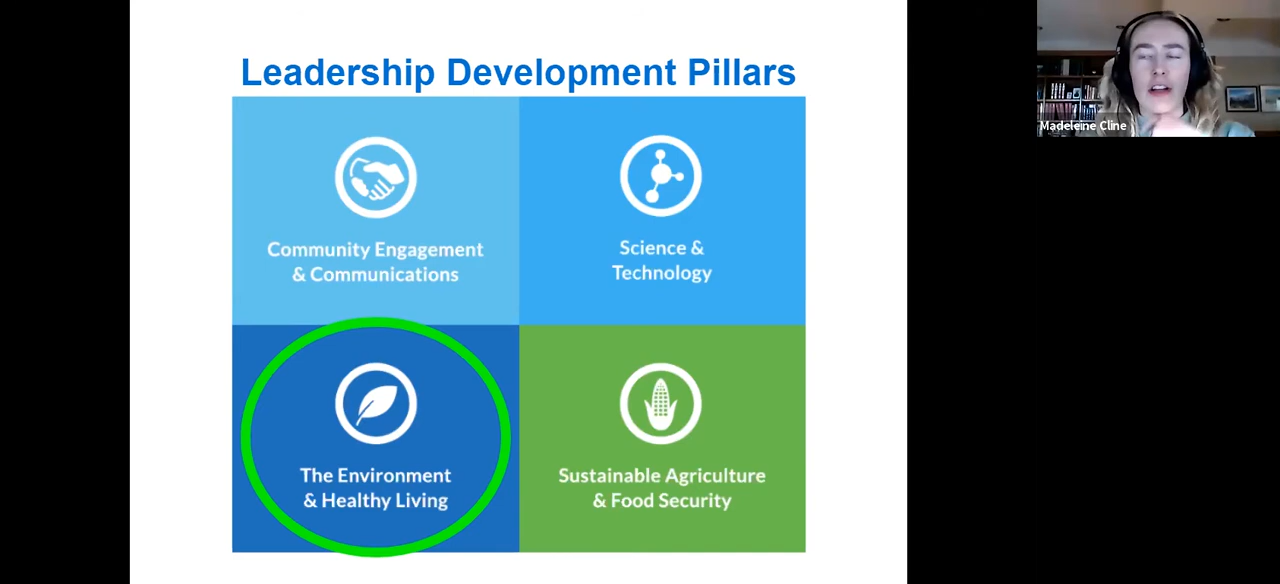 Leadership Development Pillars
Community Engagement
& Communications
Science &
Technology
The Environment
& Healthy Living
Sustainable Agriculture
& Food Security
Madeleine Cline